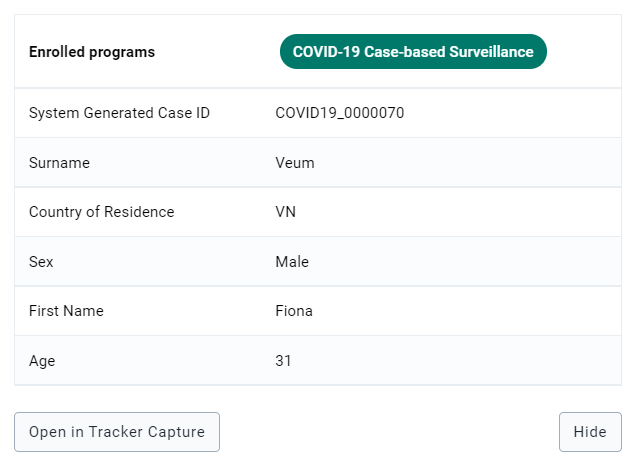 Enrolled programs COVID-19 Case-based Surveillance
System Generated Case ID COVID19_0000070
Surname Veum
Country of Residence VN
Sex Male
First Name Fiona
Age 31
Open in Tracker Capture Hide